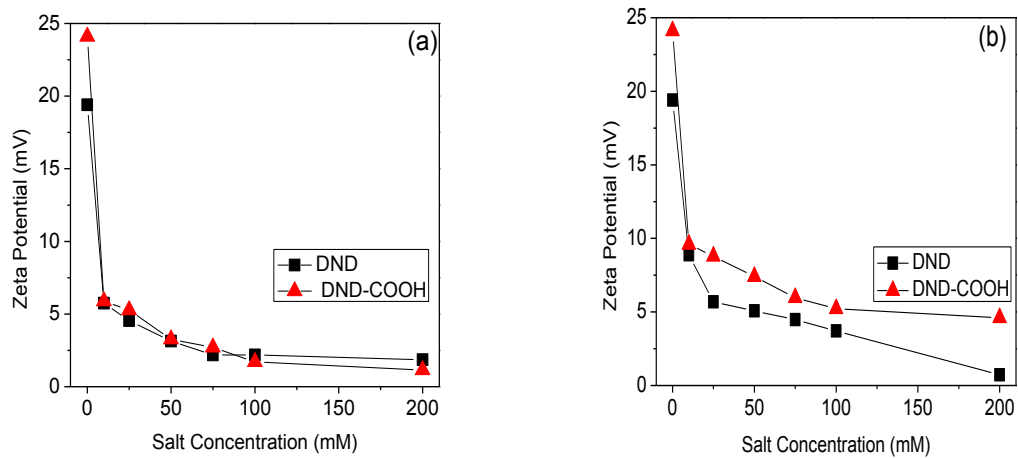 (a)
25
20
15
10
5
0
Zeta Potential (mV)
DND
DND-COOH
0 50 100 150 200
Salt Concentration (mM)
(b)
25
20
15
10
5
0
Zeta Potential (mV)
DND
DND-COOH
0 50 100 150 200
Salt Concentration (mM)